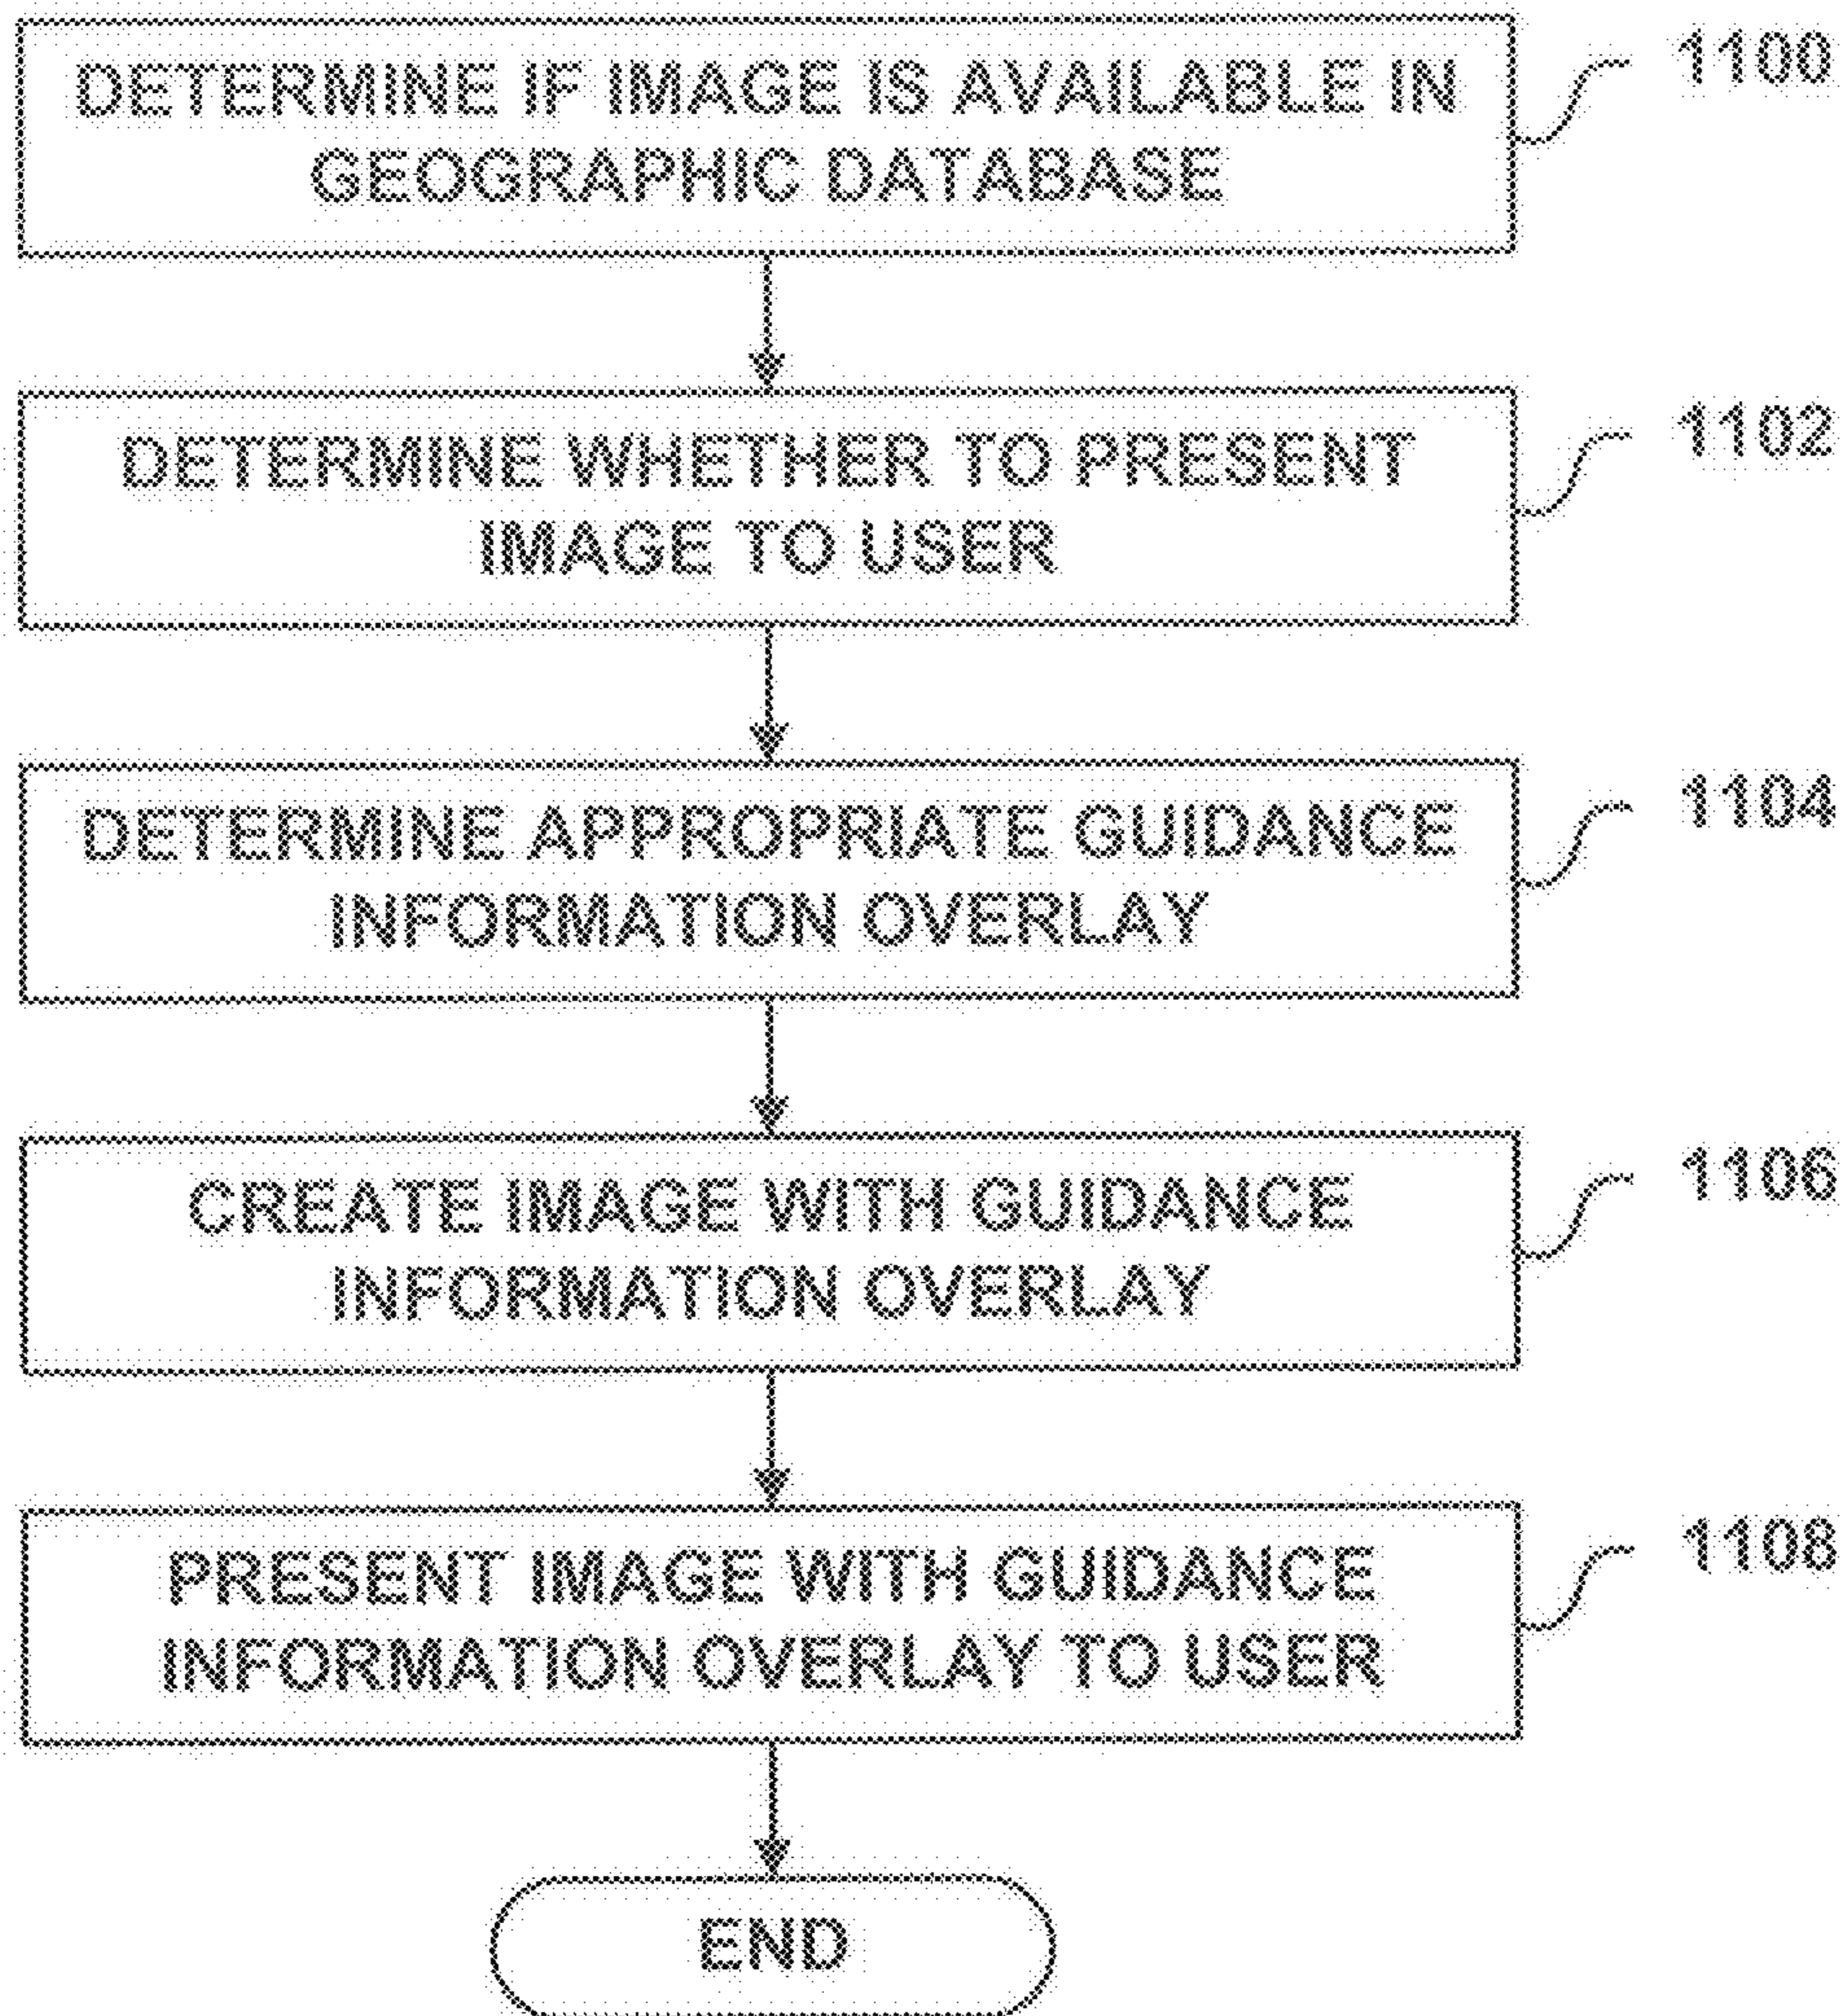 DETERMINE IF IMAGE IS AVAILABLE IN
GEOGRAPHIC DATABASE
1100
DETERMINE WHETHER TO PRESENT
IMAGE TO USER
1102
DETERMINE APPROPRIATE GUIDANCE
INFORMATION OVERLAY
1104
CREATE IMAGE WITH GUIDANCE
INFORMATION OVERLAY
1106
PRESENT IMAGE WITH GUIDANCE
INFORMATION OVERLAY TO USER
1108
END